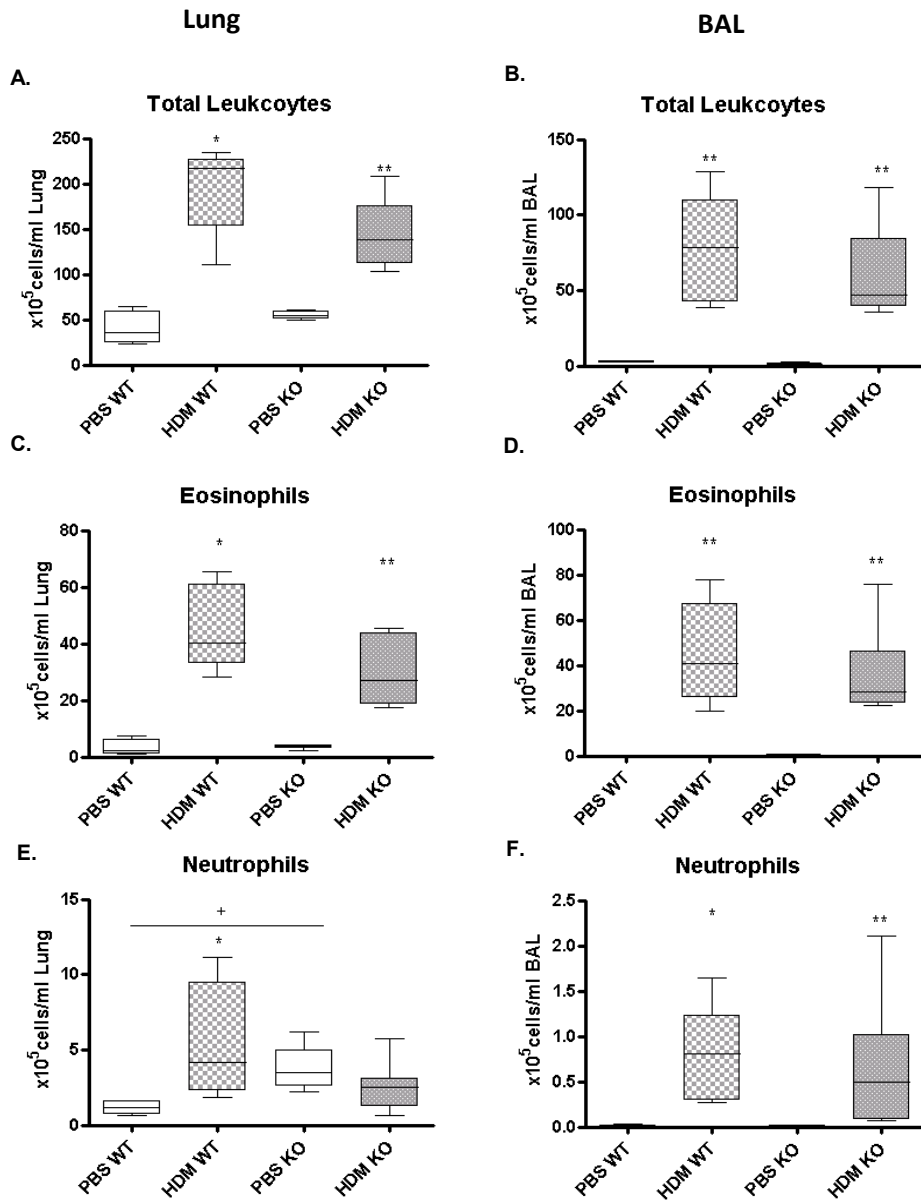 Lung
BAL
A.
Total Leukcoytes
x10⁵cells/ml Lung
250
200
150
100
50
0
*
**
PBS WT
HDM WT
PBS KO
HDM KO
B.
Total Leukcoytes
x10⁵cells/ml BAL
150
100
50
0
**
**
PBS WT
HDM WT
PBS KO
HDM KO
C.
Eosinophils
x10⁵cells/ml Lung
80
60
40
20
0
*
**
PBS WT
HDM WT
PBS KO
HDM KO
D.
Eosinophils
x10⁵cells/ml BAL
100
80
60
40
20
0
**
**
PBS WT
HDM WT
PBS KO
HDM KO
E.
Neutrophils
x10⁵cells/ml Lung
15
10
5
0
+
*
PBS WT
HDM WT
PBS KO
HDM KO
F.
Neutrophils
x10⁵cells/ml BAL
2.5
2.0
1.5
1.0
0.5
0.0
*
**
PBS WT
HDM WT
PBS KO
HDM KO